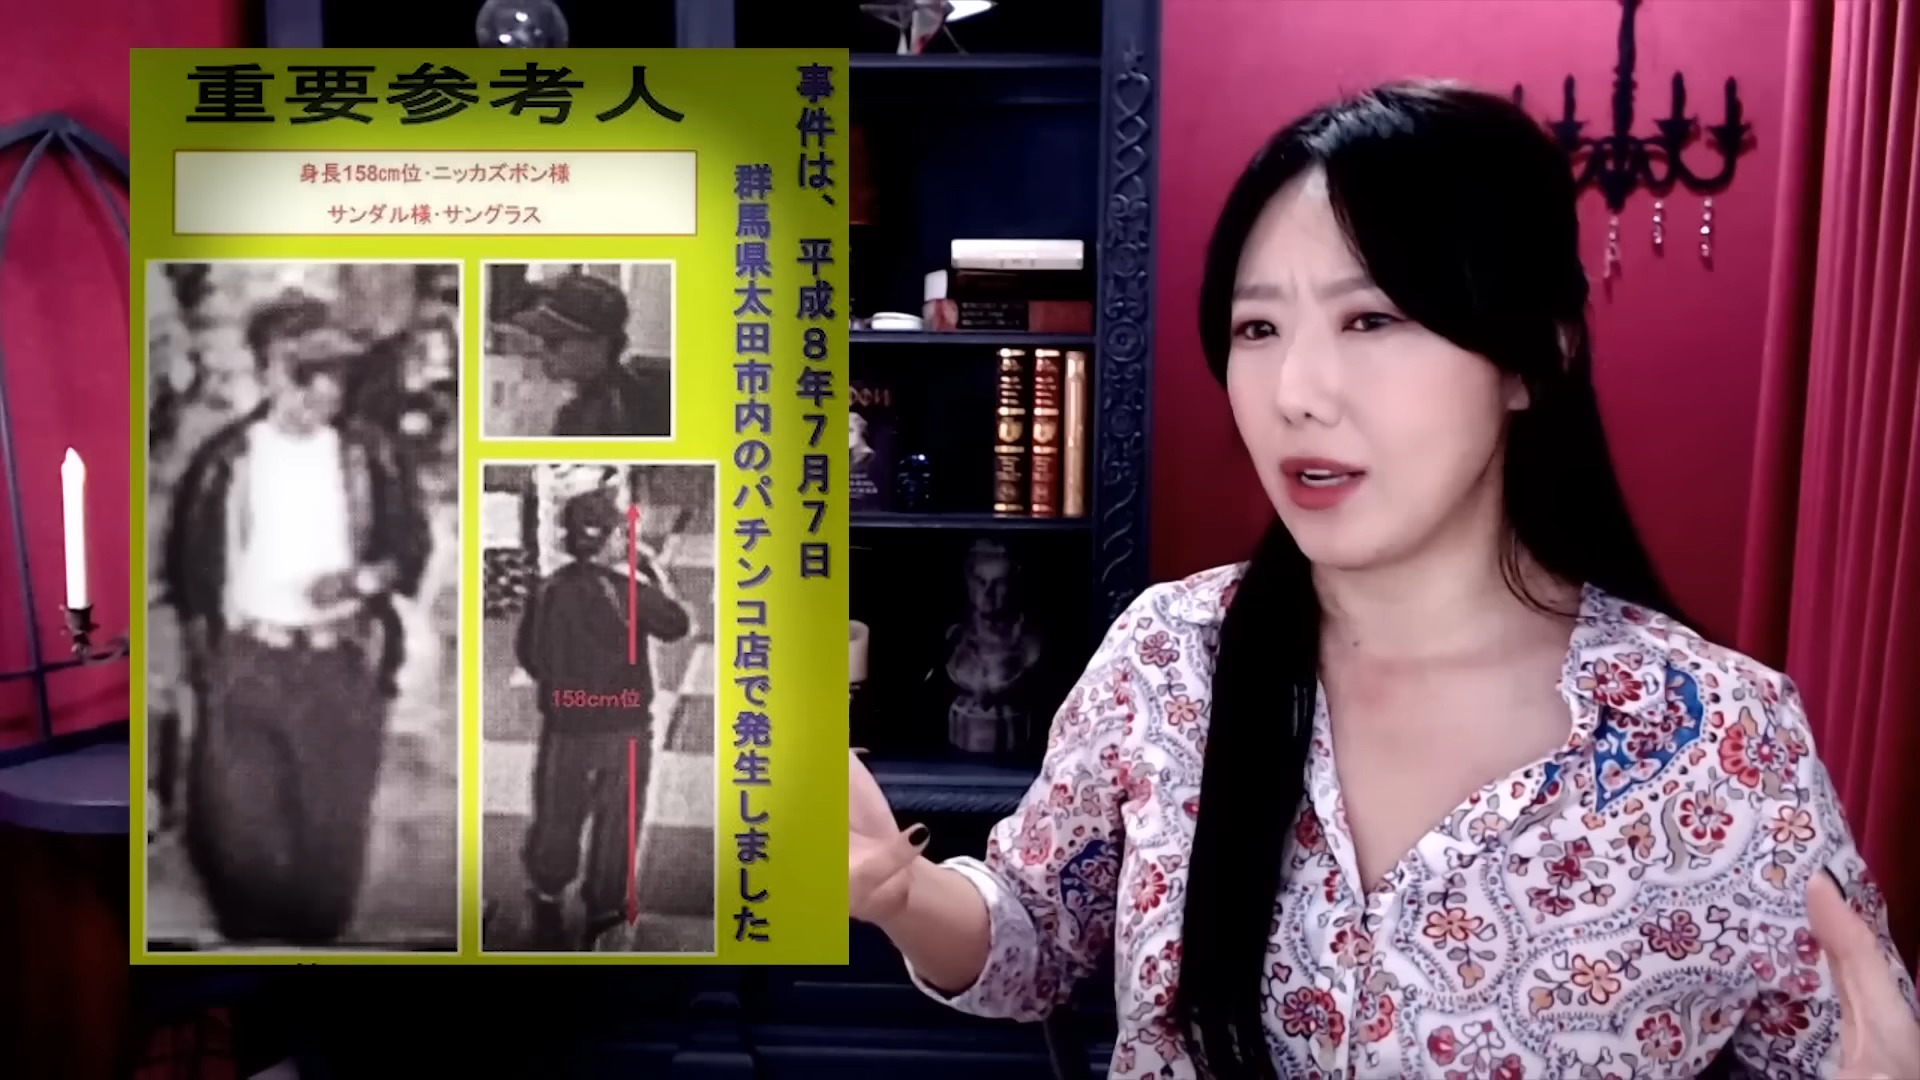 重要参考人
身長158㎝位・ニッカズボン様
サンダル様・サングラス
事件は、平成8年7月7日
群馬県太田市内のパチンコ店で発生しました
158cm位